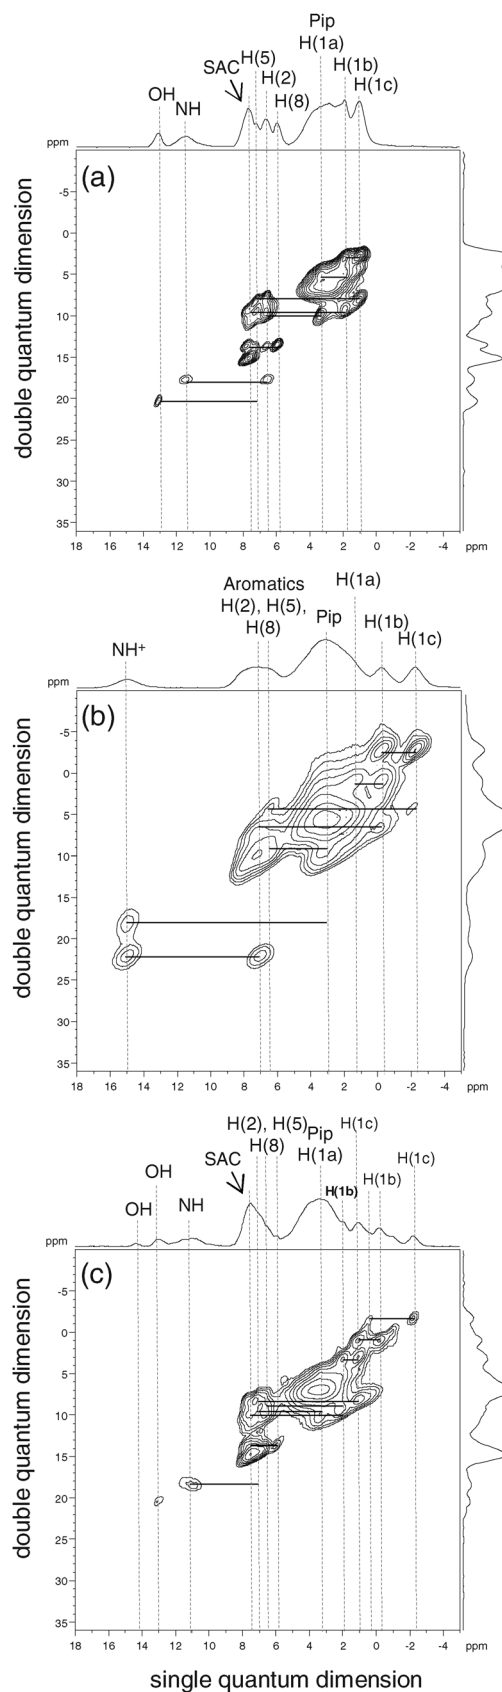 Pip
H(1a)
H(5)
H(1b)
SAC
H(2)
H(1c)
OH
NH
H(8)
ppm
(a)
double quantum dimension
-5
0
5
10
15
20
25
30
35
18 16 14 12 10 8 6 4 2 0 -2 -4 ppm
H(1a)
Aromatics
H(2), H(5),
Pip
H(1b)
H(8)
H(1c)
NH+
ppm
(b)
double quantum dimension
-5
0
5
10
15
20
25
30
35
18 16 14 12 10 8 6 4 2 0 -2 -4 ppm
H(2), H(5) Pip H(1c)
H(8) H(1a) H(1b) H(1c)
SAC
OH
H(1b)
OH NH
ppm
(c)
double quantum dimension
-5
0
5
10
15
20
25
30
35
18 16 14 12 10 8 6 4 2 0 -2 -4 ppm
single quantum dimension